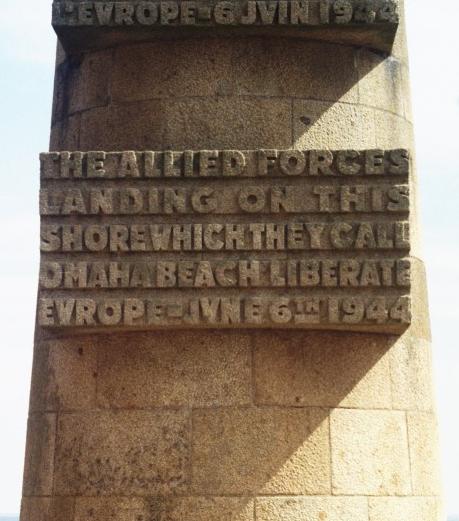 L'EVROPE-6 JVIN 1944
THE ALLIED FORCES
LANDING ON THIS
SHORE WHICH THEY CALL
OMAHA BEACH LIBERATE
EVROPE-JVNE 6TH 1944